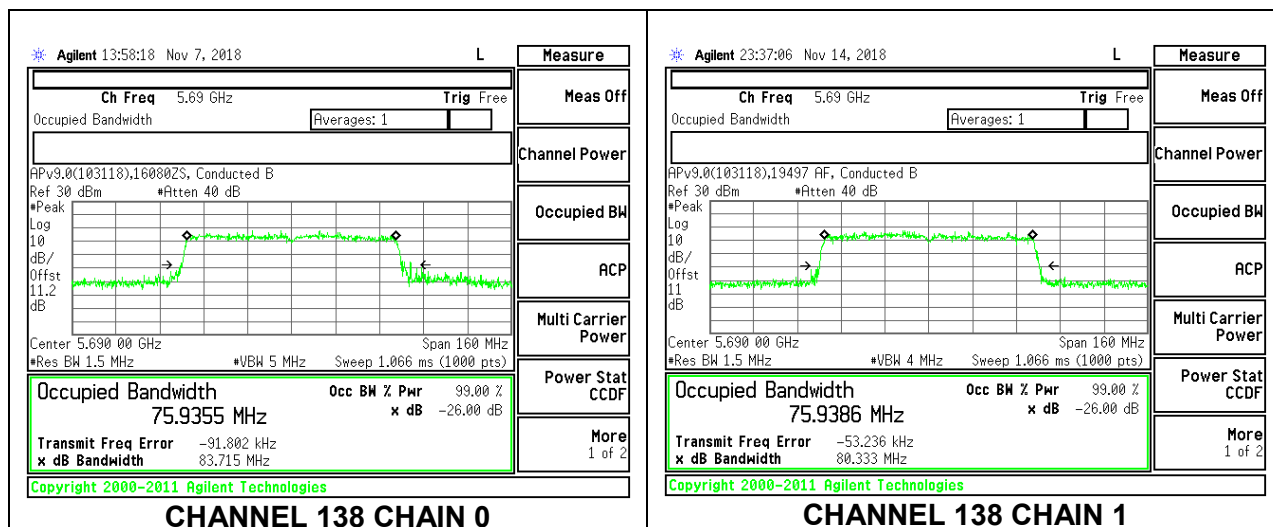 Agilent 13:58:18 Nov 7, 2018 L
Measure
Ch Freq 5.69 GHz Trig Free
Meas Off
Occupied Bandwidth Averages: 1
Channel Power
APv9.0(103118),16080ZS, Conducted B
Ref 30 dBm #Atten 40 dB
#Peak
Log
10
dB/
Offst
11.2
dB
Occupied BW
ACP
Multi Carrier
Power
Center 5.690 00 GHz Span 160 MHz
#Res BW 1.5 MHz #VBW 5 MHz Sweep 1.066 ms (1000 pts)
Power Stat
CCDF
Occupied Bandwidth Occ BW % Pwr 99.00 %
75.9355 MHz x dB -26.00 dB
Transmit Freq Error -91.802 kHz
x dB Bandwidth 83.715 MHz
More
1 of 2
Copyright 2000-2011 Agilent Technologies
CHANNEL 138 CHAIN 0
Agilent 23:37:06 Nov 14, 2018 L
Measure
Ch Freq 5.69 GHz Trig Free
Meas Off
Occupied Bandwidth Averages: 1
Channel Power
APv9.0(103118),19497 AF, Conducted B
Ref 30 dBm #Atten 40 dB
#Peak
Log
10
dB/
Offst
11
dB
Occupied BW
ACP
Multi Carrier
Power
Center 5.690 00 GHz Span 160 MHz
#Res BW 1.5 MHz #VBW 4 MHz Sweep 1.066 ms (1000 pts)
Power Stat
CCDF
Occupied Bandwidth Occ BW % Pwr 99.00 %
75.9386 MHz x dB -26.00 dB
Transmit Freq Error -53.236 kHz
x dB Bandwidth 80.333 MHz
More
1 of 2
Copyright 2000-2011 Agilent Technologies
CHANNEL 138 CHAIN 1